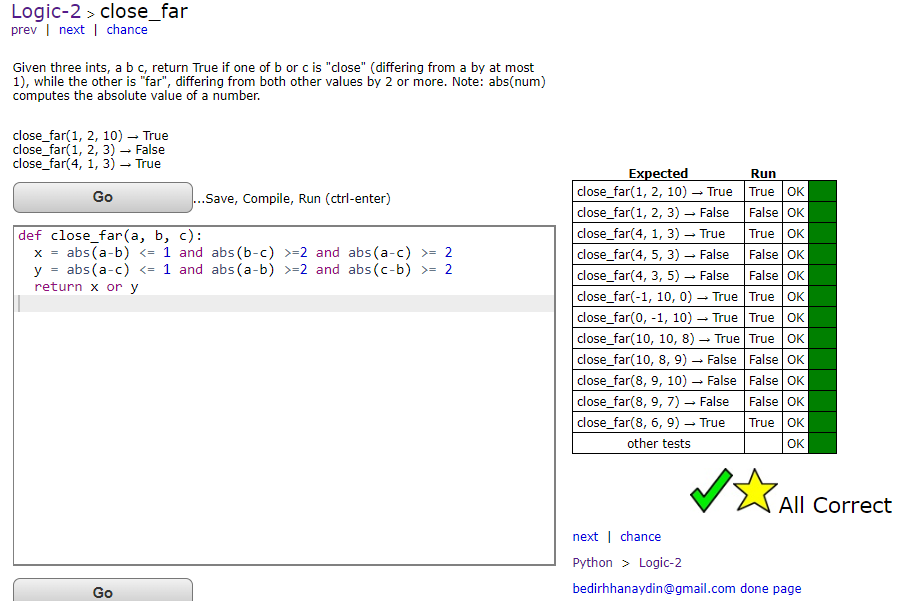 Logic-2 > close_far
prev | next | chance
Given three ints, a b c, return True if one of b or c is "close" (differing from a by at most
1), while the other is "far", differing from both other values by 2 or more. Note: abs(num)
computes the absolute value of a number.
close_far(1, 2, 10) → True
close_far(1, 2, 3) → False
close_far(4, 1, 3) → True
Go
...Save, Compile, Run (ctrl-enter)
def close_far(a, b, c):
  x = abs(a-b) <= 1 and abs(b-c) >=2 and abs(a-c) >= 2
  y = abs(a-c) <= 1 and abs(a-b) >=2 and abs(c-b) >= 2
  return x or y
Go
Expected Run
close_far(1, 2, 10) → True True OK
close_far(1, 2, 3) → False False OK
close_far(4, 1, 3) → True True OK
close_far(4, 5, 3) → False False OK
close_far(4, 3, 5) → False False OK
close_far(-1, 10, 0) → True True OK
close_far(0, -1, 10) → True True OK
close_far(10, 10, 8) → True True OK
close_far(10, 8, 9) → False False OK
close_far(8, 9, 10) → False False OK
close_far(8, 9, 7) → False False OK
close_far(8, 6, 9) → True True OK
other tests OK
All Correct
next | chance
Python > Logic-2
bedirhhanaydin@gmail.com done page